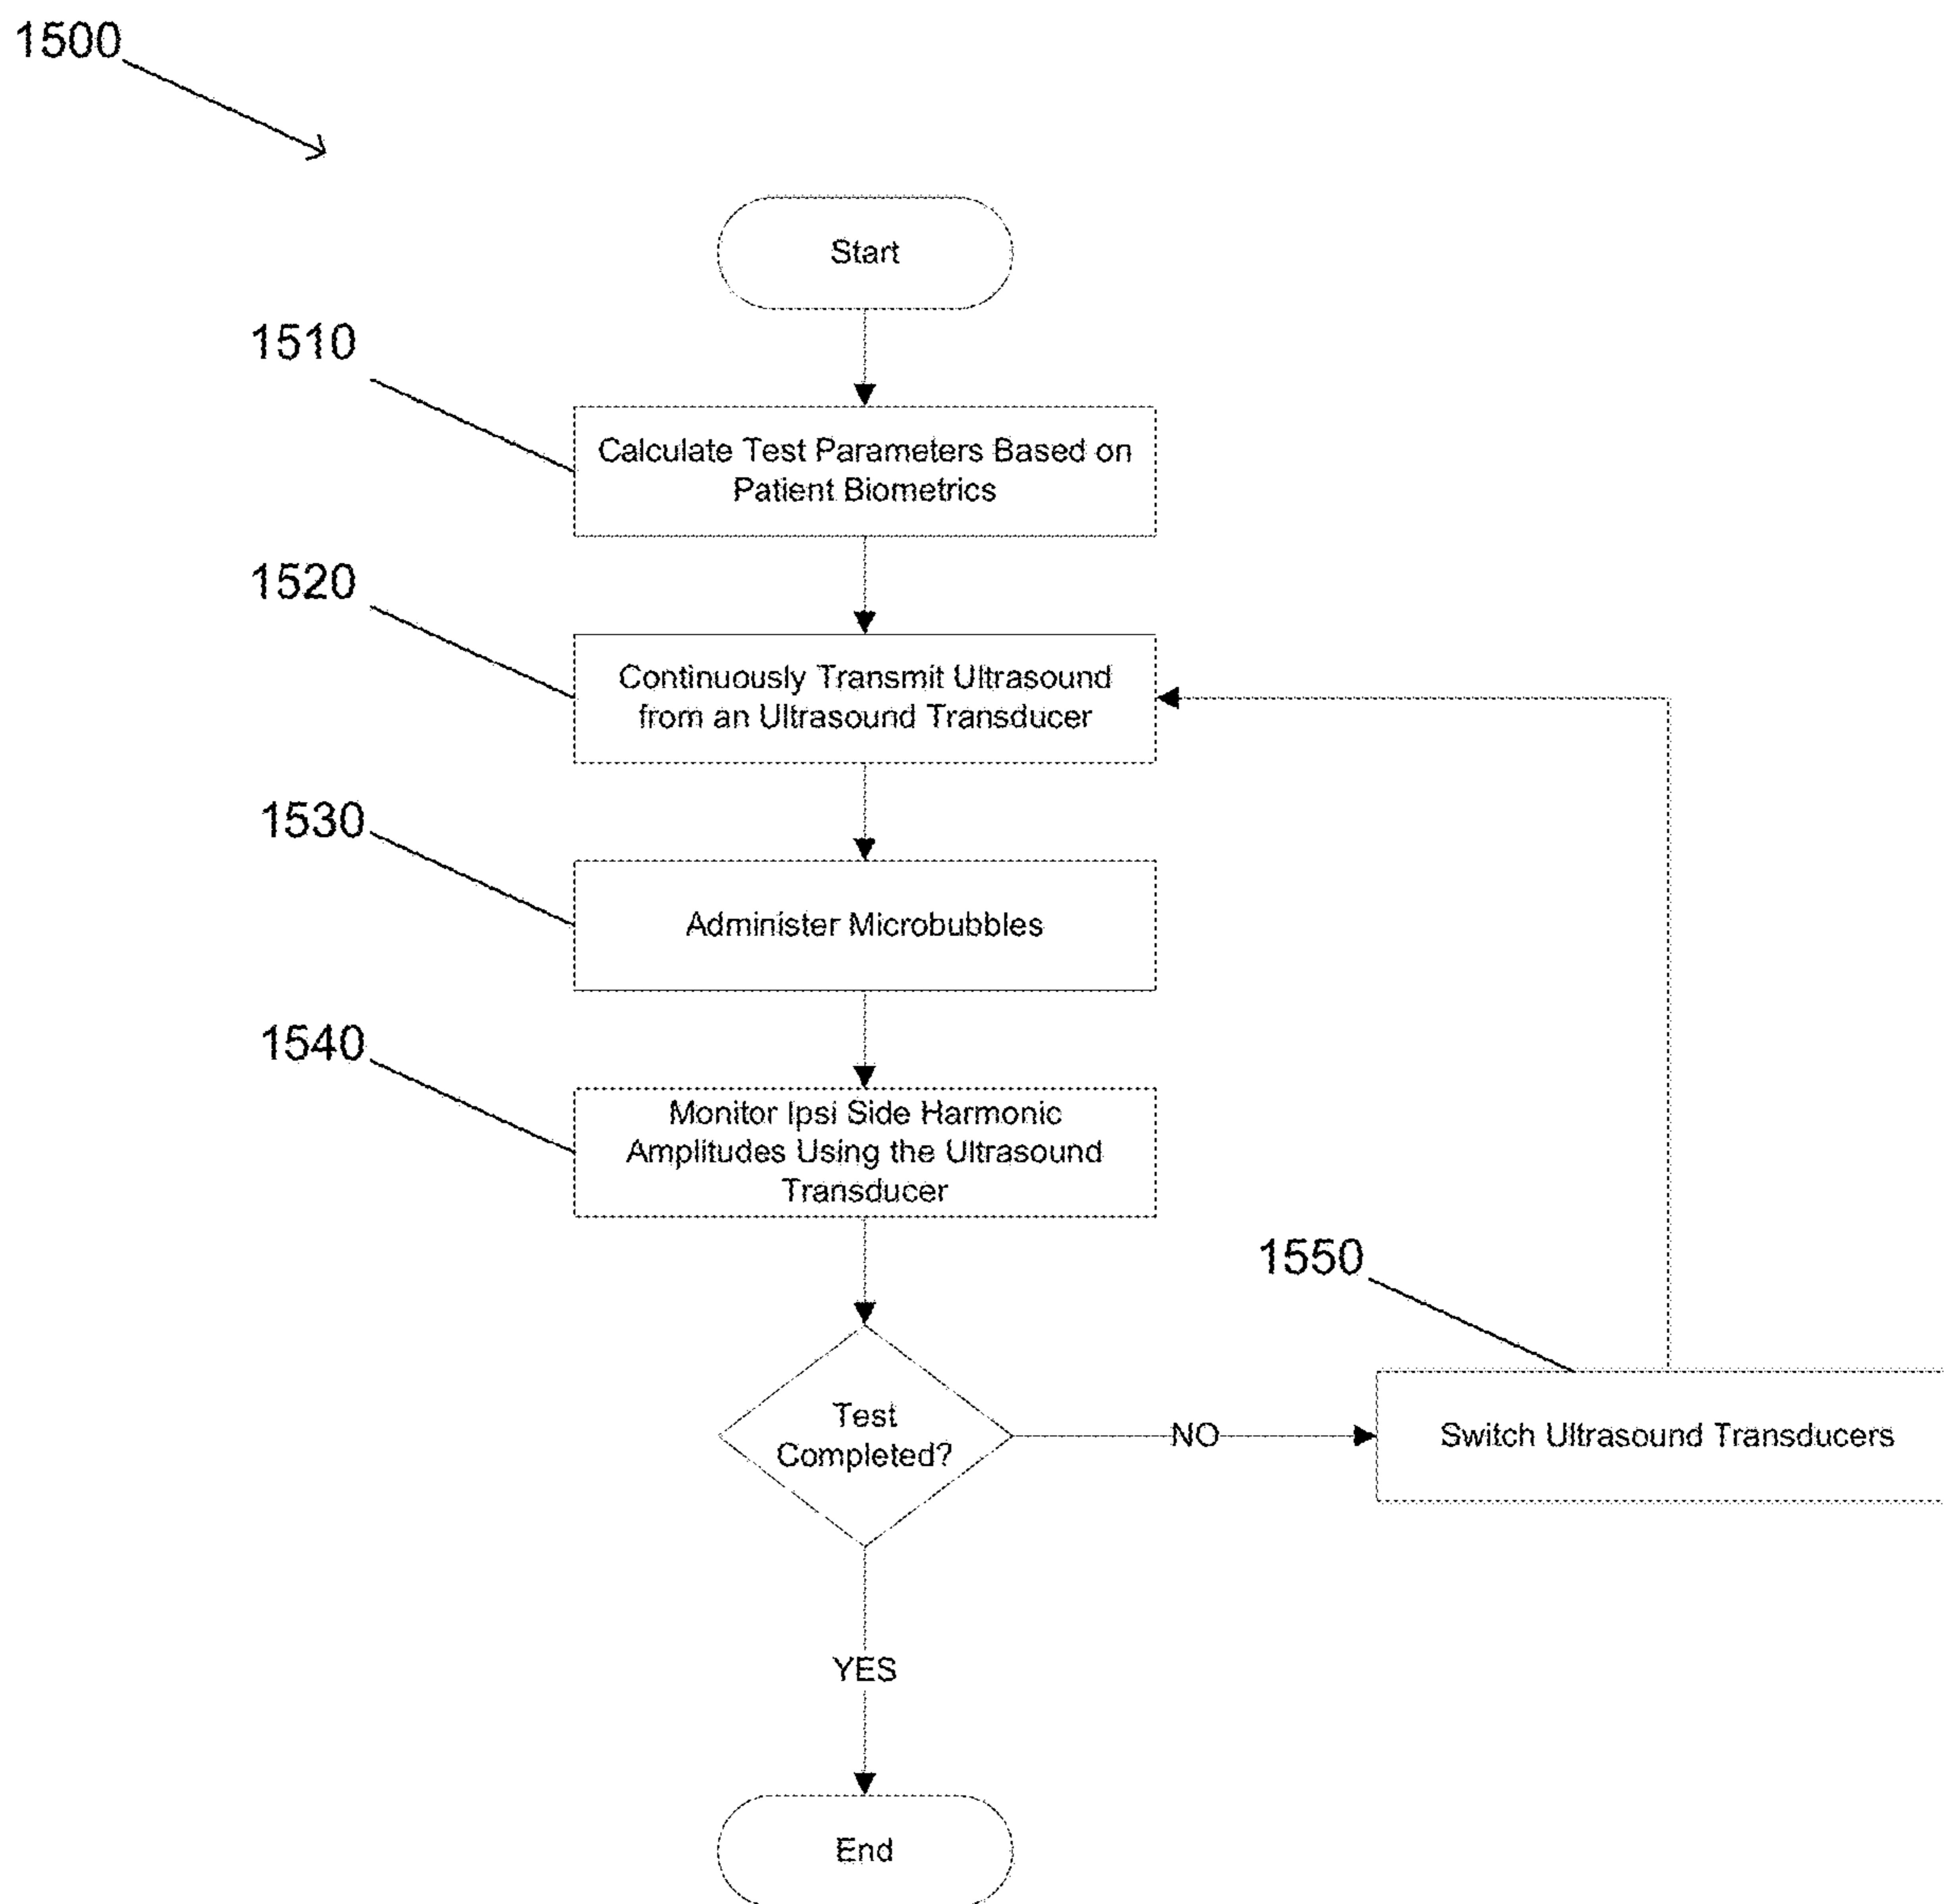 1500
Start
1510
Calculate Test Parameters Based on
Patient Biometrics
1520
Continuously Transmit Ultrasound
from an Ultrasound Transducer
1530
Administer Microbubbles
1540
Monitor Ipsi Side Harmonic
Amplitudes Using the Ultrasound
Transducer
1550
Test
Completed?
NO
Switch Ultrasound Transducers
YES
End